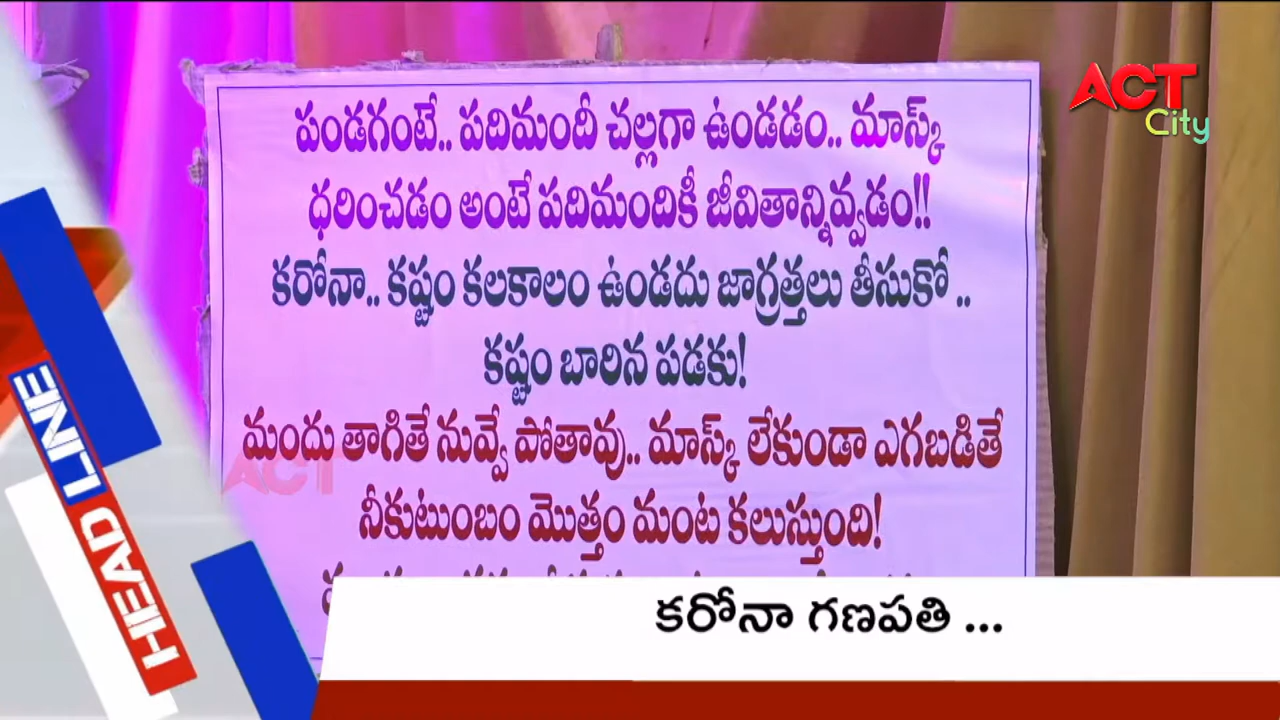 ACT
City
పండగంటే.. పదిమందీ చల్లగా ఉండడం.. మాస్క్
ధరించడం అంటే పదిమందికీ జీవితాన్నివ్వడం!!
కరోనా.. కష్టం కలకాలం ఉండదు జాగ్రత్తలు తీసుకో ..
కష్టం బారిన పడకు!
మందు తాగితే నువ్వే పోతావు.. మాస్క్ లేకుండా ఎగబడితే
నీకుటుంబం మొత్తం మంట కలుస్తుంది!
ACT
HEAD LINE
కరోనా గణపతి ...